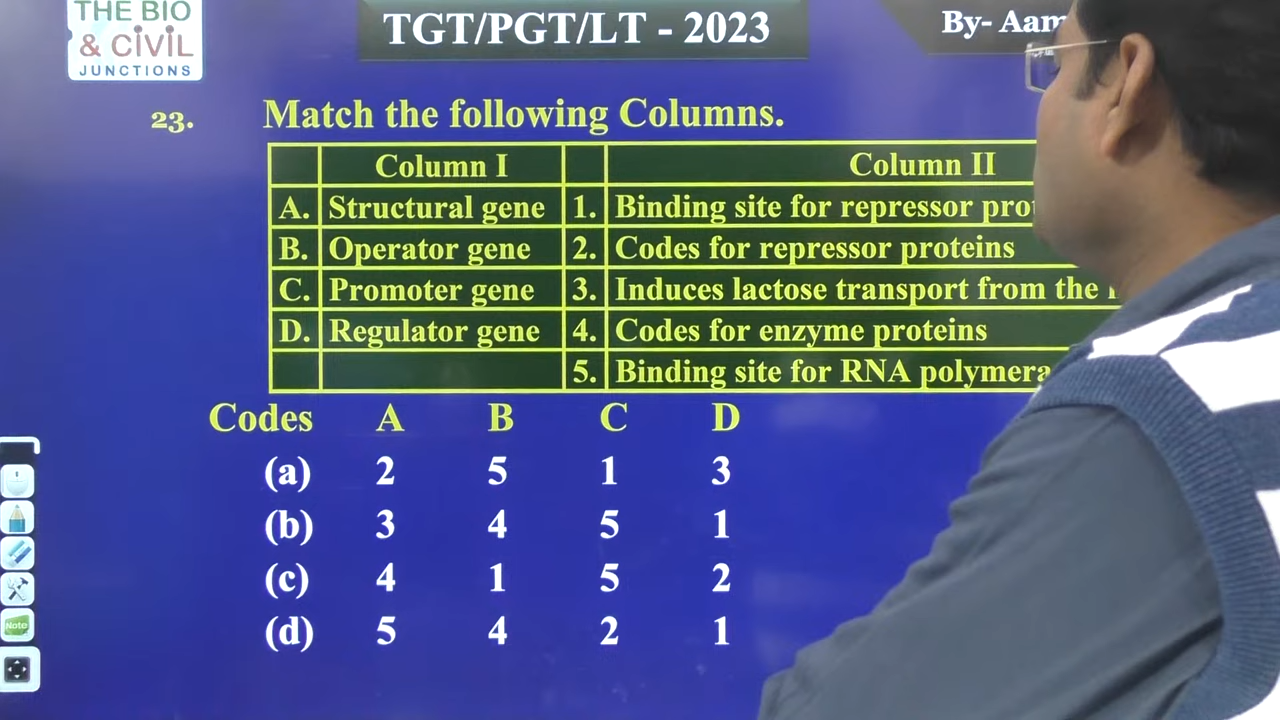 THE BIO
& CIVIL
JUNCTIONS
TGT/PGT/LT - 2023
By-
23. Match the following Columns.
Column I Column II
A. Structural gene 1. Binding site for repressor
B. Operator gene 2. Codes for repressor proteins
C. Promoter gene 3. Induces lactose transport from the
D. Regulator gene 4. Codes for enzyme proteins
5. Binding site for RNA
Codes A B C D
(a) 2 5 1 3
(b) 3 4 5 1
(c) 4 1 5 2
(d) 5 4 2 1
Note